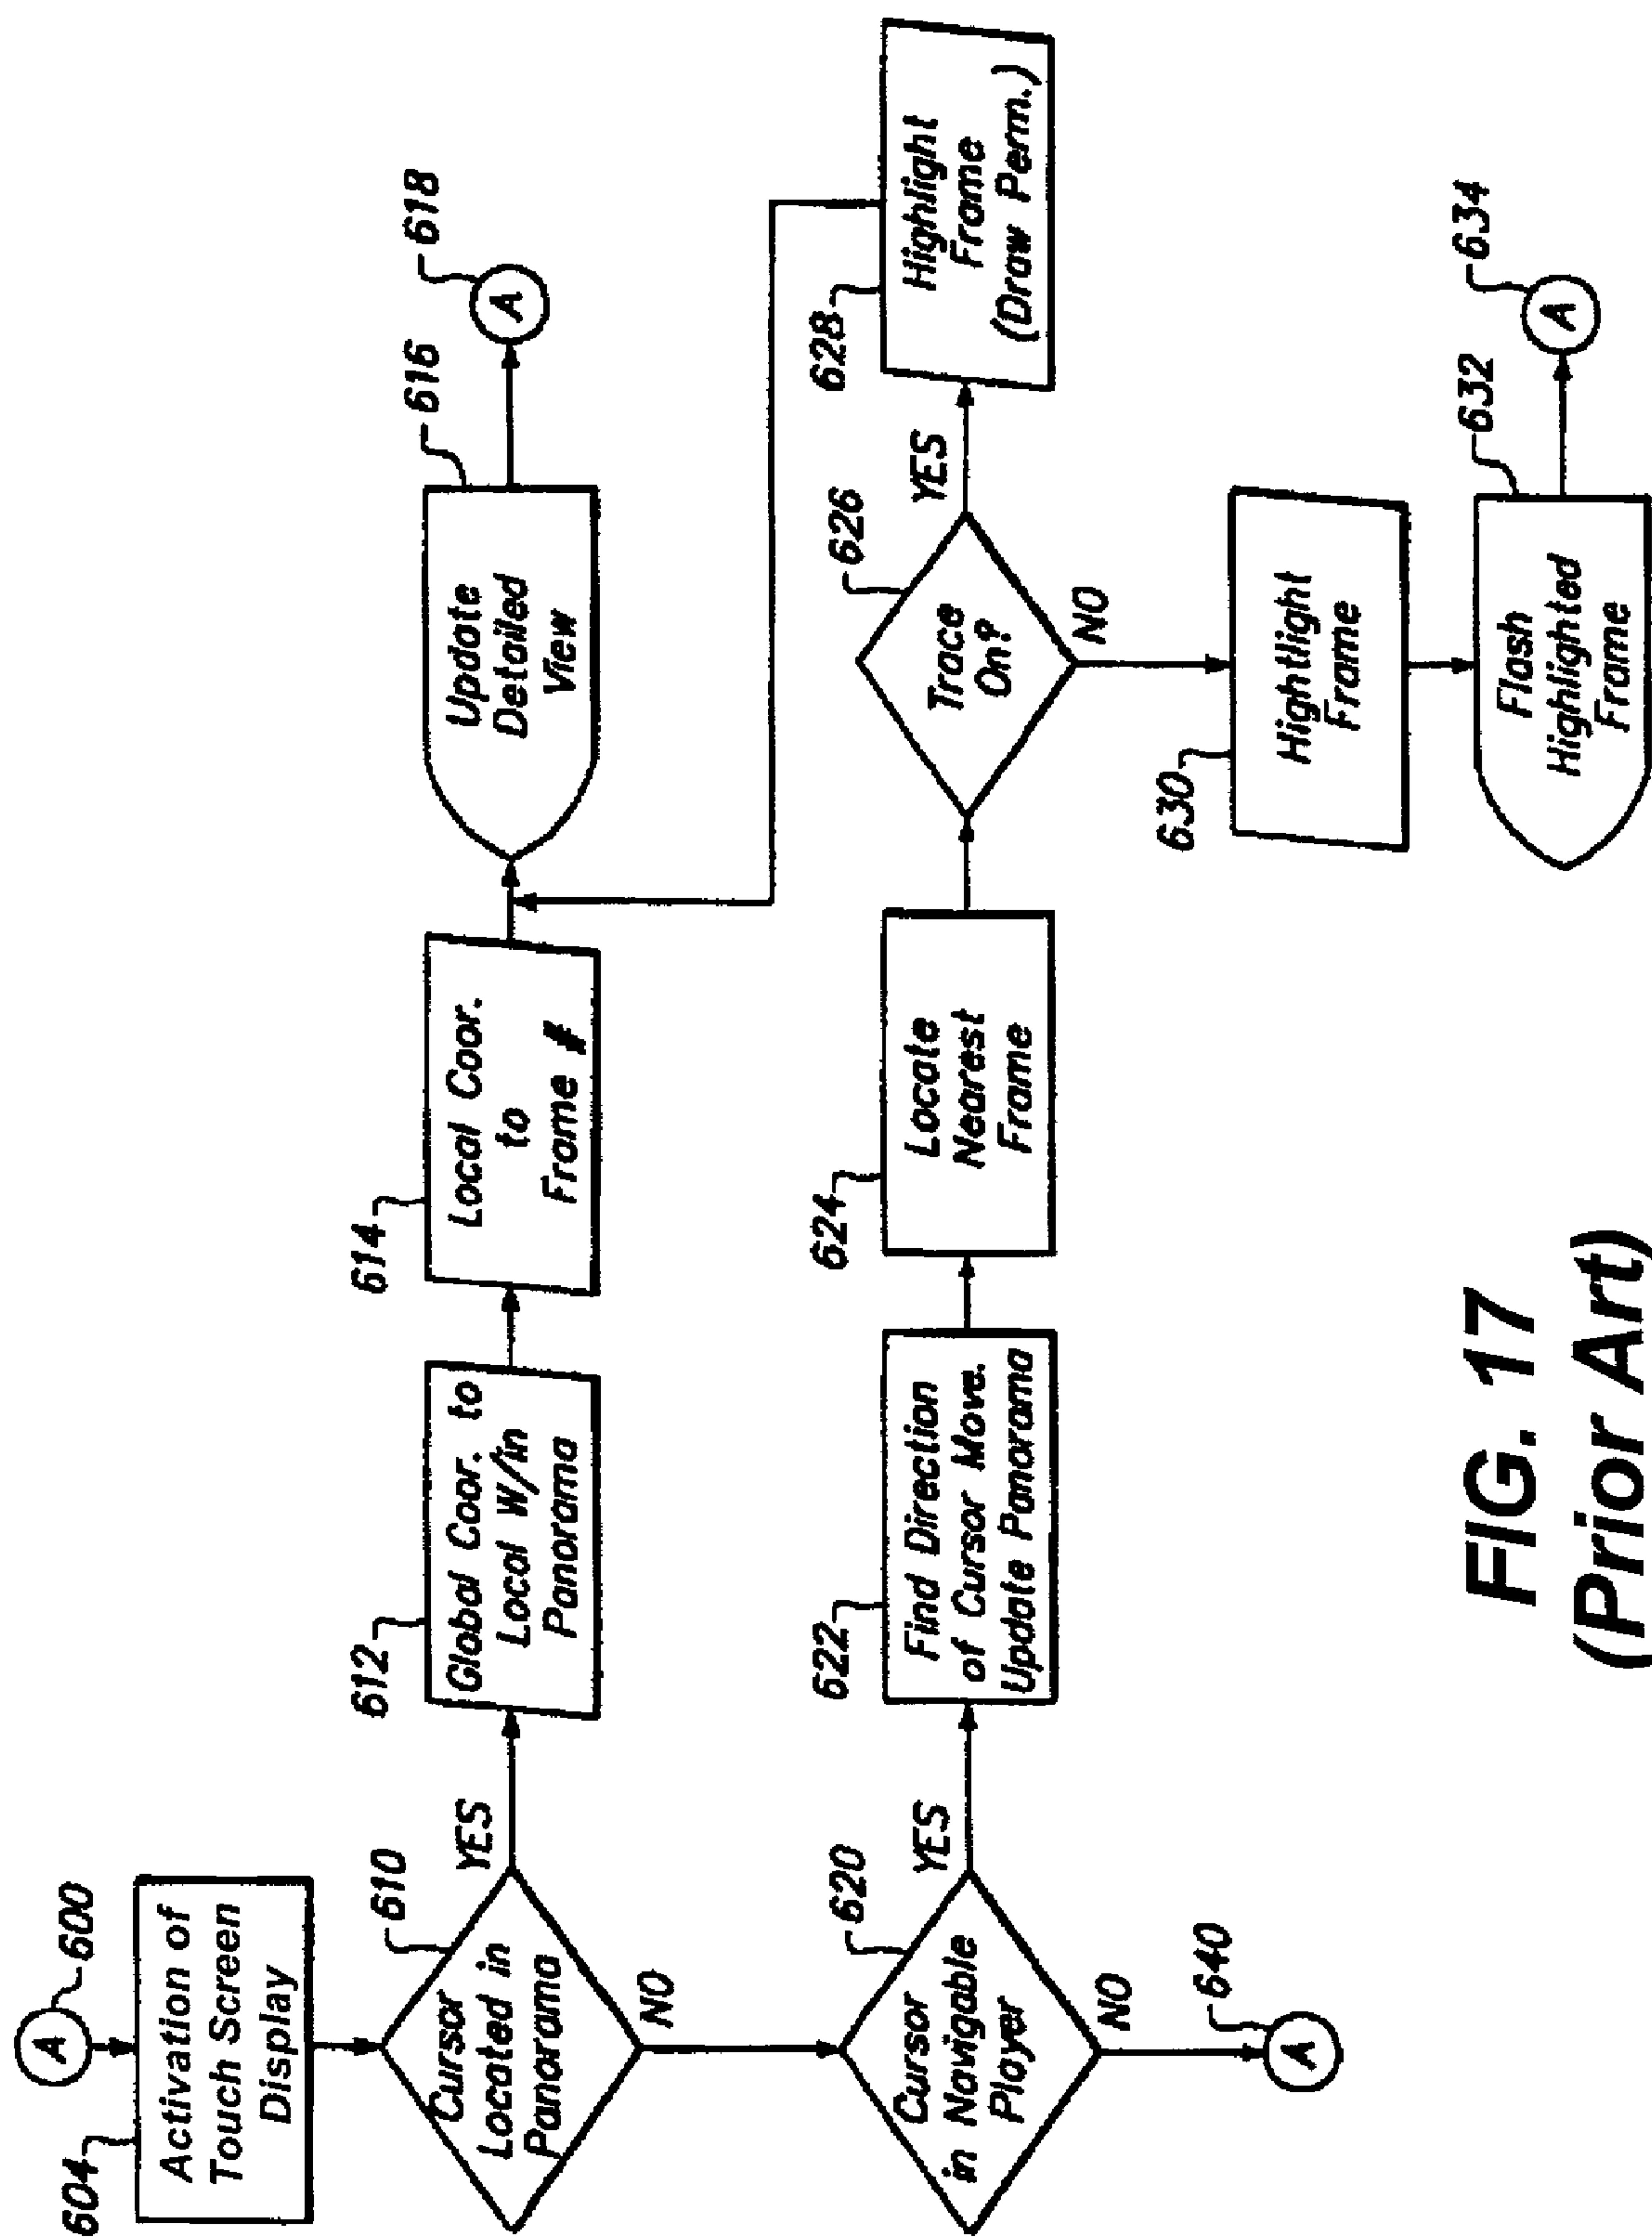 A
600
604
Activation of
Touch Screen
Display
610
Cursor
Located in
Panorama
YES
NO
612
Global Coor. to
Local W/in
Panorama
614
Local Coor.
to
Frame #
616
Update
Detailed
View
A
618
620
Cursor
in Navigable
Player
YES
NO
640
A
622
Find Direction
of Cursor Move.
Update Panorama
624
Locate
Nearest
Frame
626
Trace
On?
YES
NO
628
Highlight
Frame
(Draw Perm.)
630
Hightlight
Frame
632
Flash
Highlighted
Frame
A
634
FIG. 17
(Prior Art)